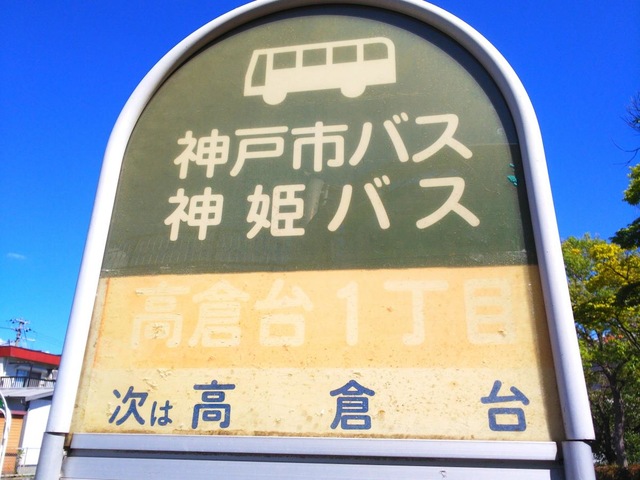 神戸市バス
神姫バス
高倉台1丁目
次は 高倉台